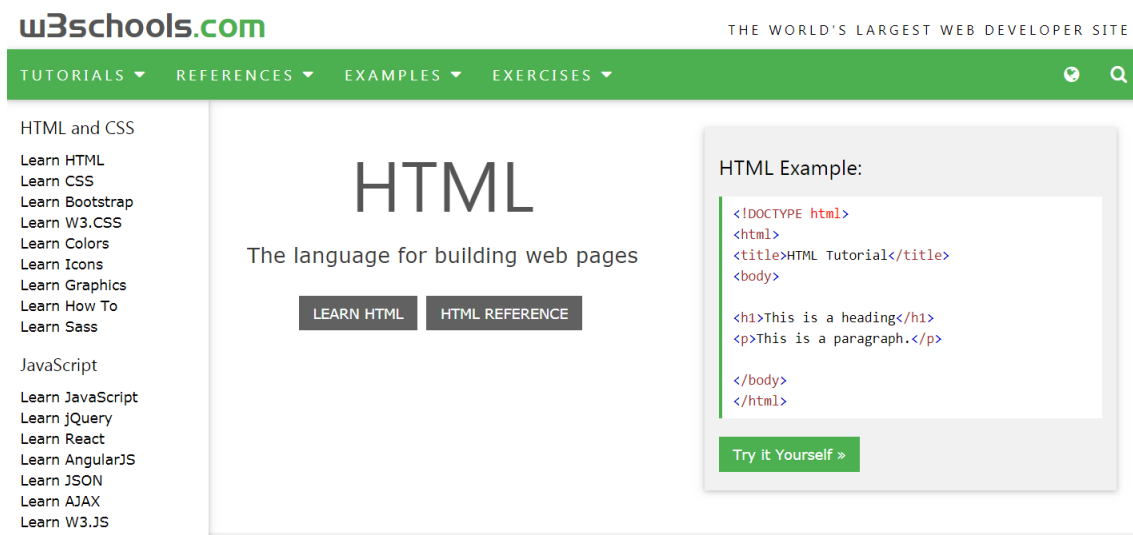 w3schools.com
THE WORLD'S LARGEST WEB DEVELOPER SITE
TUTORIALS REFERENCES EXAMPLES EXERCISES
HTML and CSS
Learn HTML
Learn CSS
Learn Bootstrap
Learn W3.CSS
Learn Colors
Learn Icons
Learn Graphics
Learn How To
Learn Sass
JavaScript
Learn JavaScript
Learn jQuery
Learn React
Learn AngularJS
Learn JSON
Learn AJAX
Learn W3.JS
HTML
The language for building web pages
LEARN HTML HTML REFERENCE
HTML Example:
<!DOCTYPE html>
<html>
<title>HTML Tutorial</title>
<body>
<h1>This is a heading</h1>
<p>This is a paragraph.</p>
</body>
</html>
Try it Yourself »